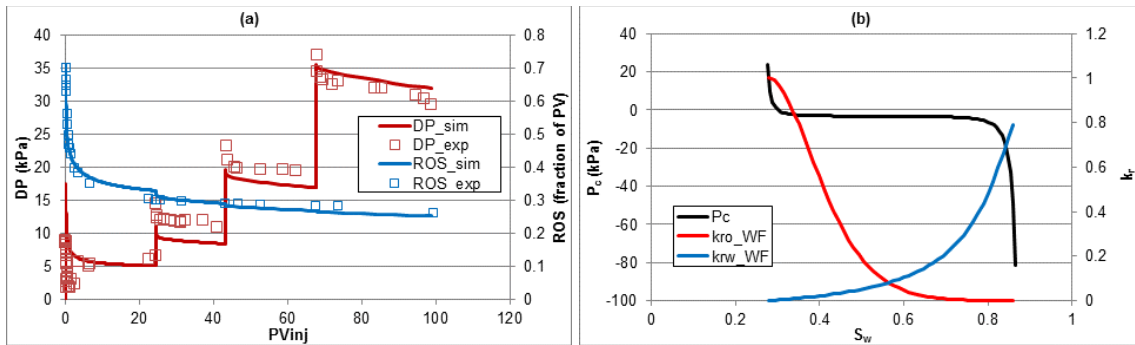 (a)
40
35
30
25
20
15
10
5
0
DP (kPa)
0.8
0.7
0.6
0.5
0.4
0.3
0.2
0.1
0
ROS (fraction of PV)
DP_sim
DP_exp
ROS_sim
ROS_exp
0 20 40 60 80 100 120
PVinj
(b)
40
20
0
-20
-40
-60
-80
-100
Pc (kPa)
1.2
1
0.8
0.6
0.4
0.2
0
kr
Pc
kro_WF
krw_WF
0 0.2 0.4 0.6 0.8 1
Sw